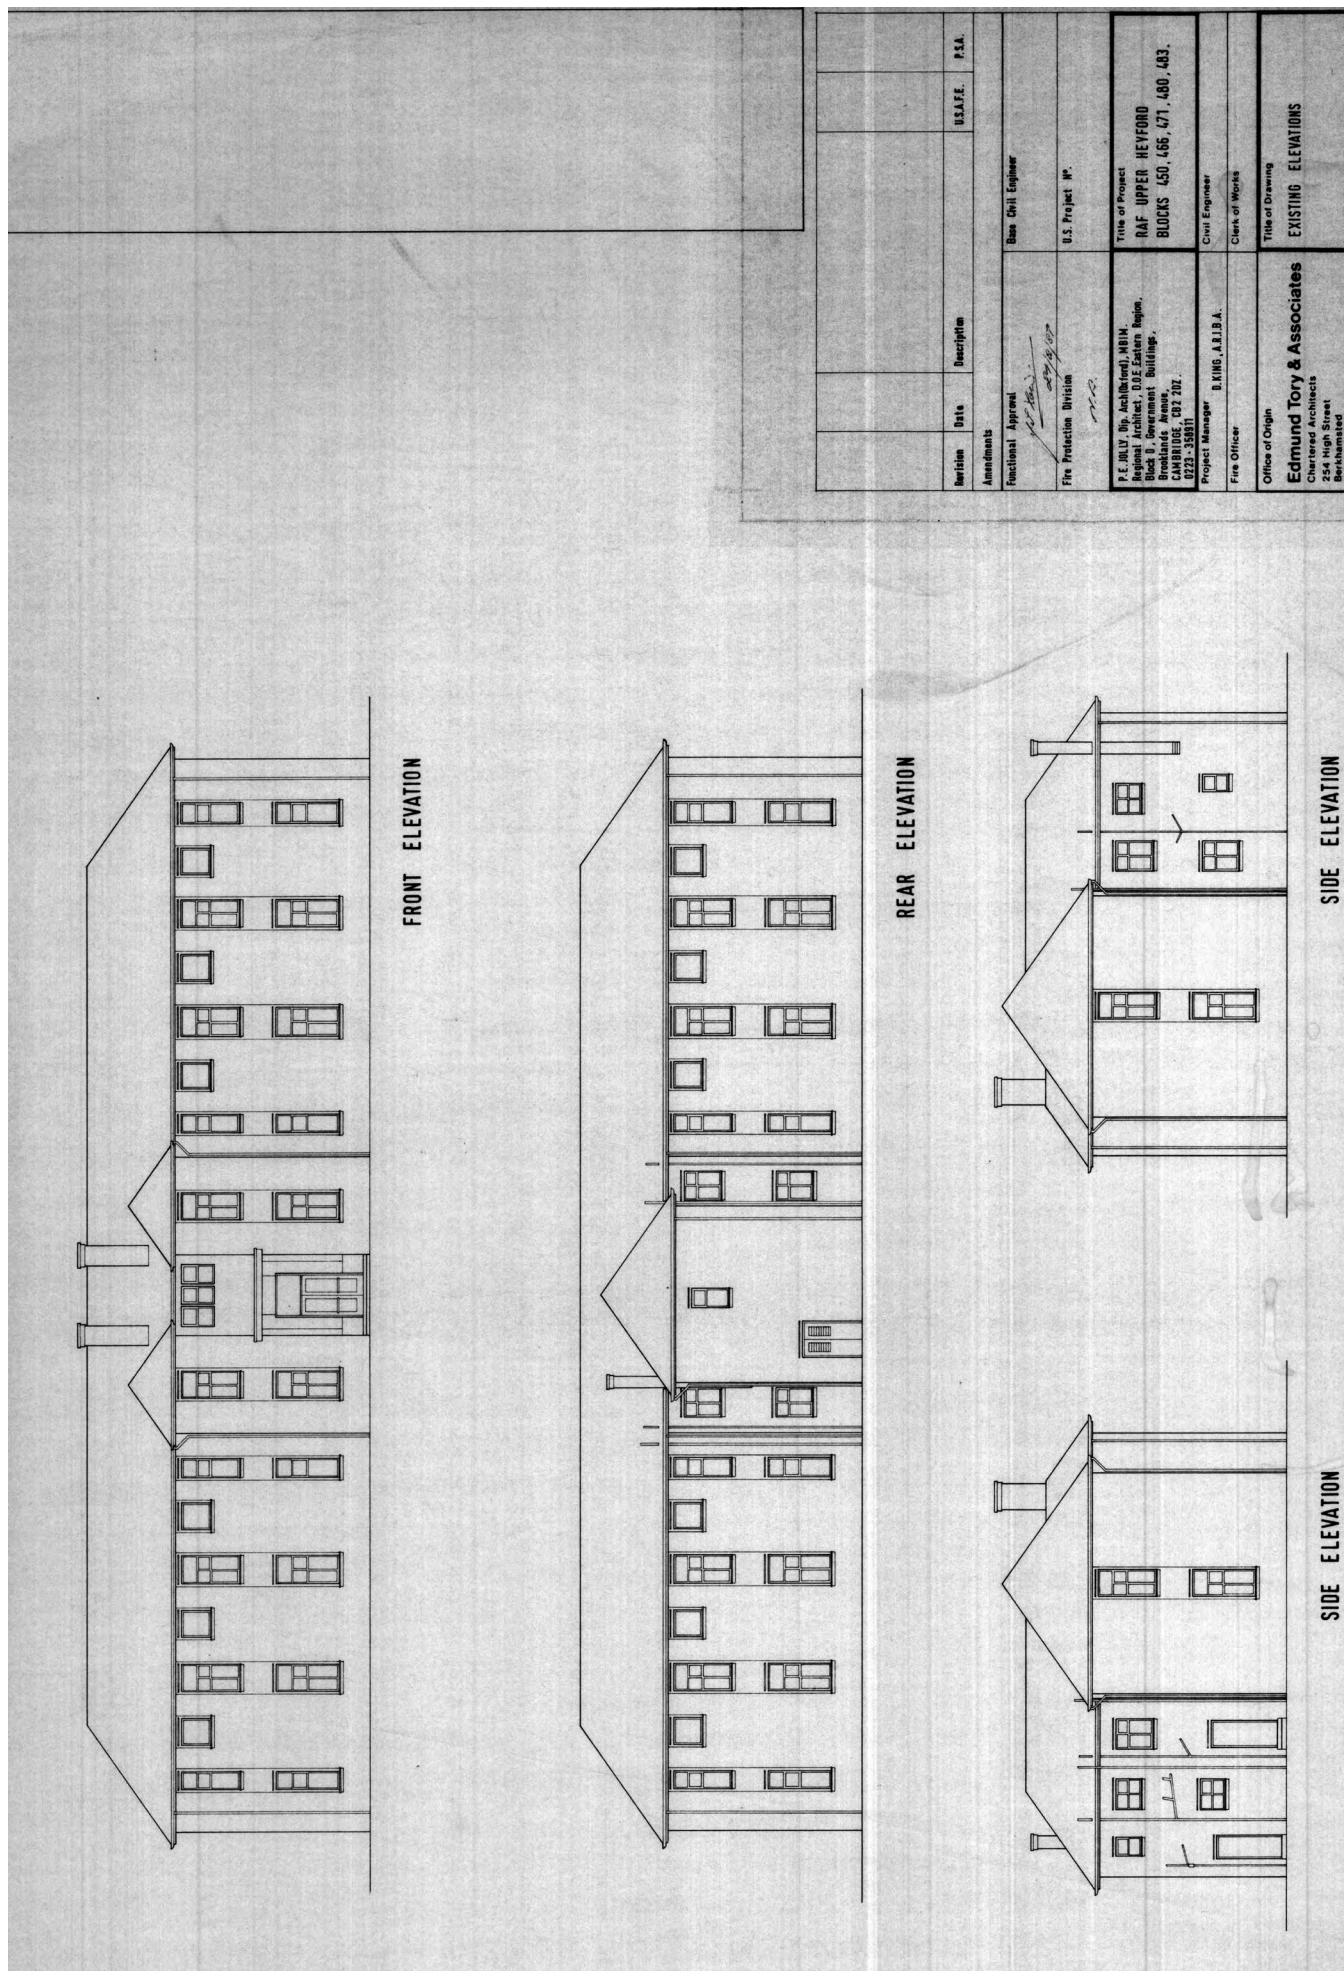 FRONT ELEVATION
REAR ELEVATION
SIDE ELEVATION
SIDE ELEVATION
Revision Date Description U.S.A.F.E. P.S.A.
Amendments
Functional Approval
Base Civil Engineer
Fire Protection Division
U.S. Project Nº.
P.E. JOLLY, Dip. Arch(Oxford), MBIM.
Regional Architect, D.O.E Eastern Region,
Block D, Government Buildings,
Brooklands Avenue,
CAMBRIDGE, CB2 2DZ.
0223 - 358911
Title of Project
RAF UPPER HEYFORD
BLOCKS 450, 466, 471, 480, 483.
Project Manager D.KING, A.R.I.B.A.
Civil Engineer
Fire Officer
Clerk of Works
Office of Origin
Edmund Tory & Associates
Chartered Architects
254 High Street
Berkhamsted
Title of Drawing
EXISTING ELEVATIONS